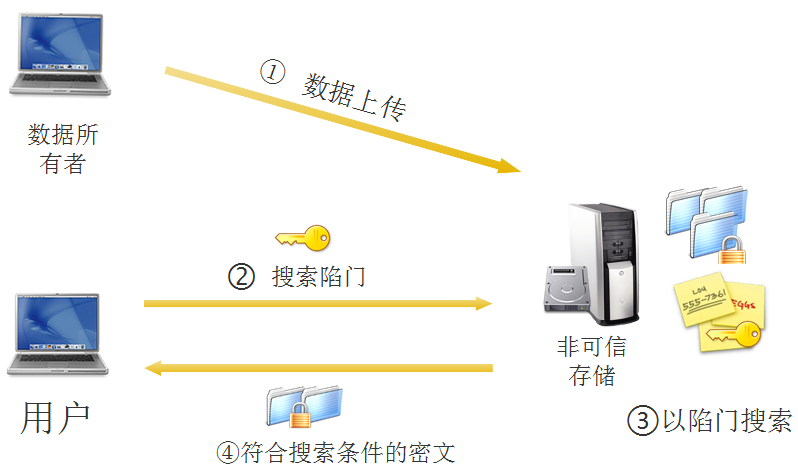 ① 数据上传
数据所
有者
② 搜索陷门
LOU
555-7361
EGGS
非可信
存储
用户
③以陷门搜索
④符合搜索条件的密文